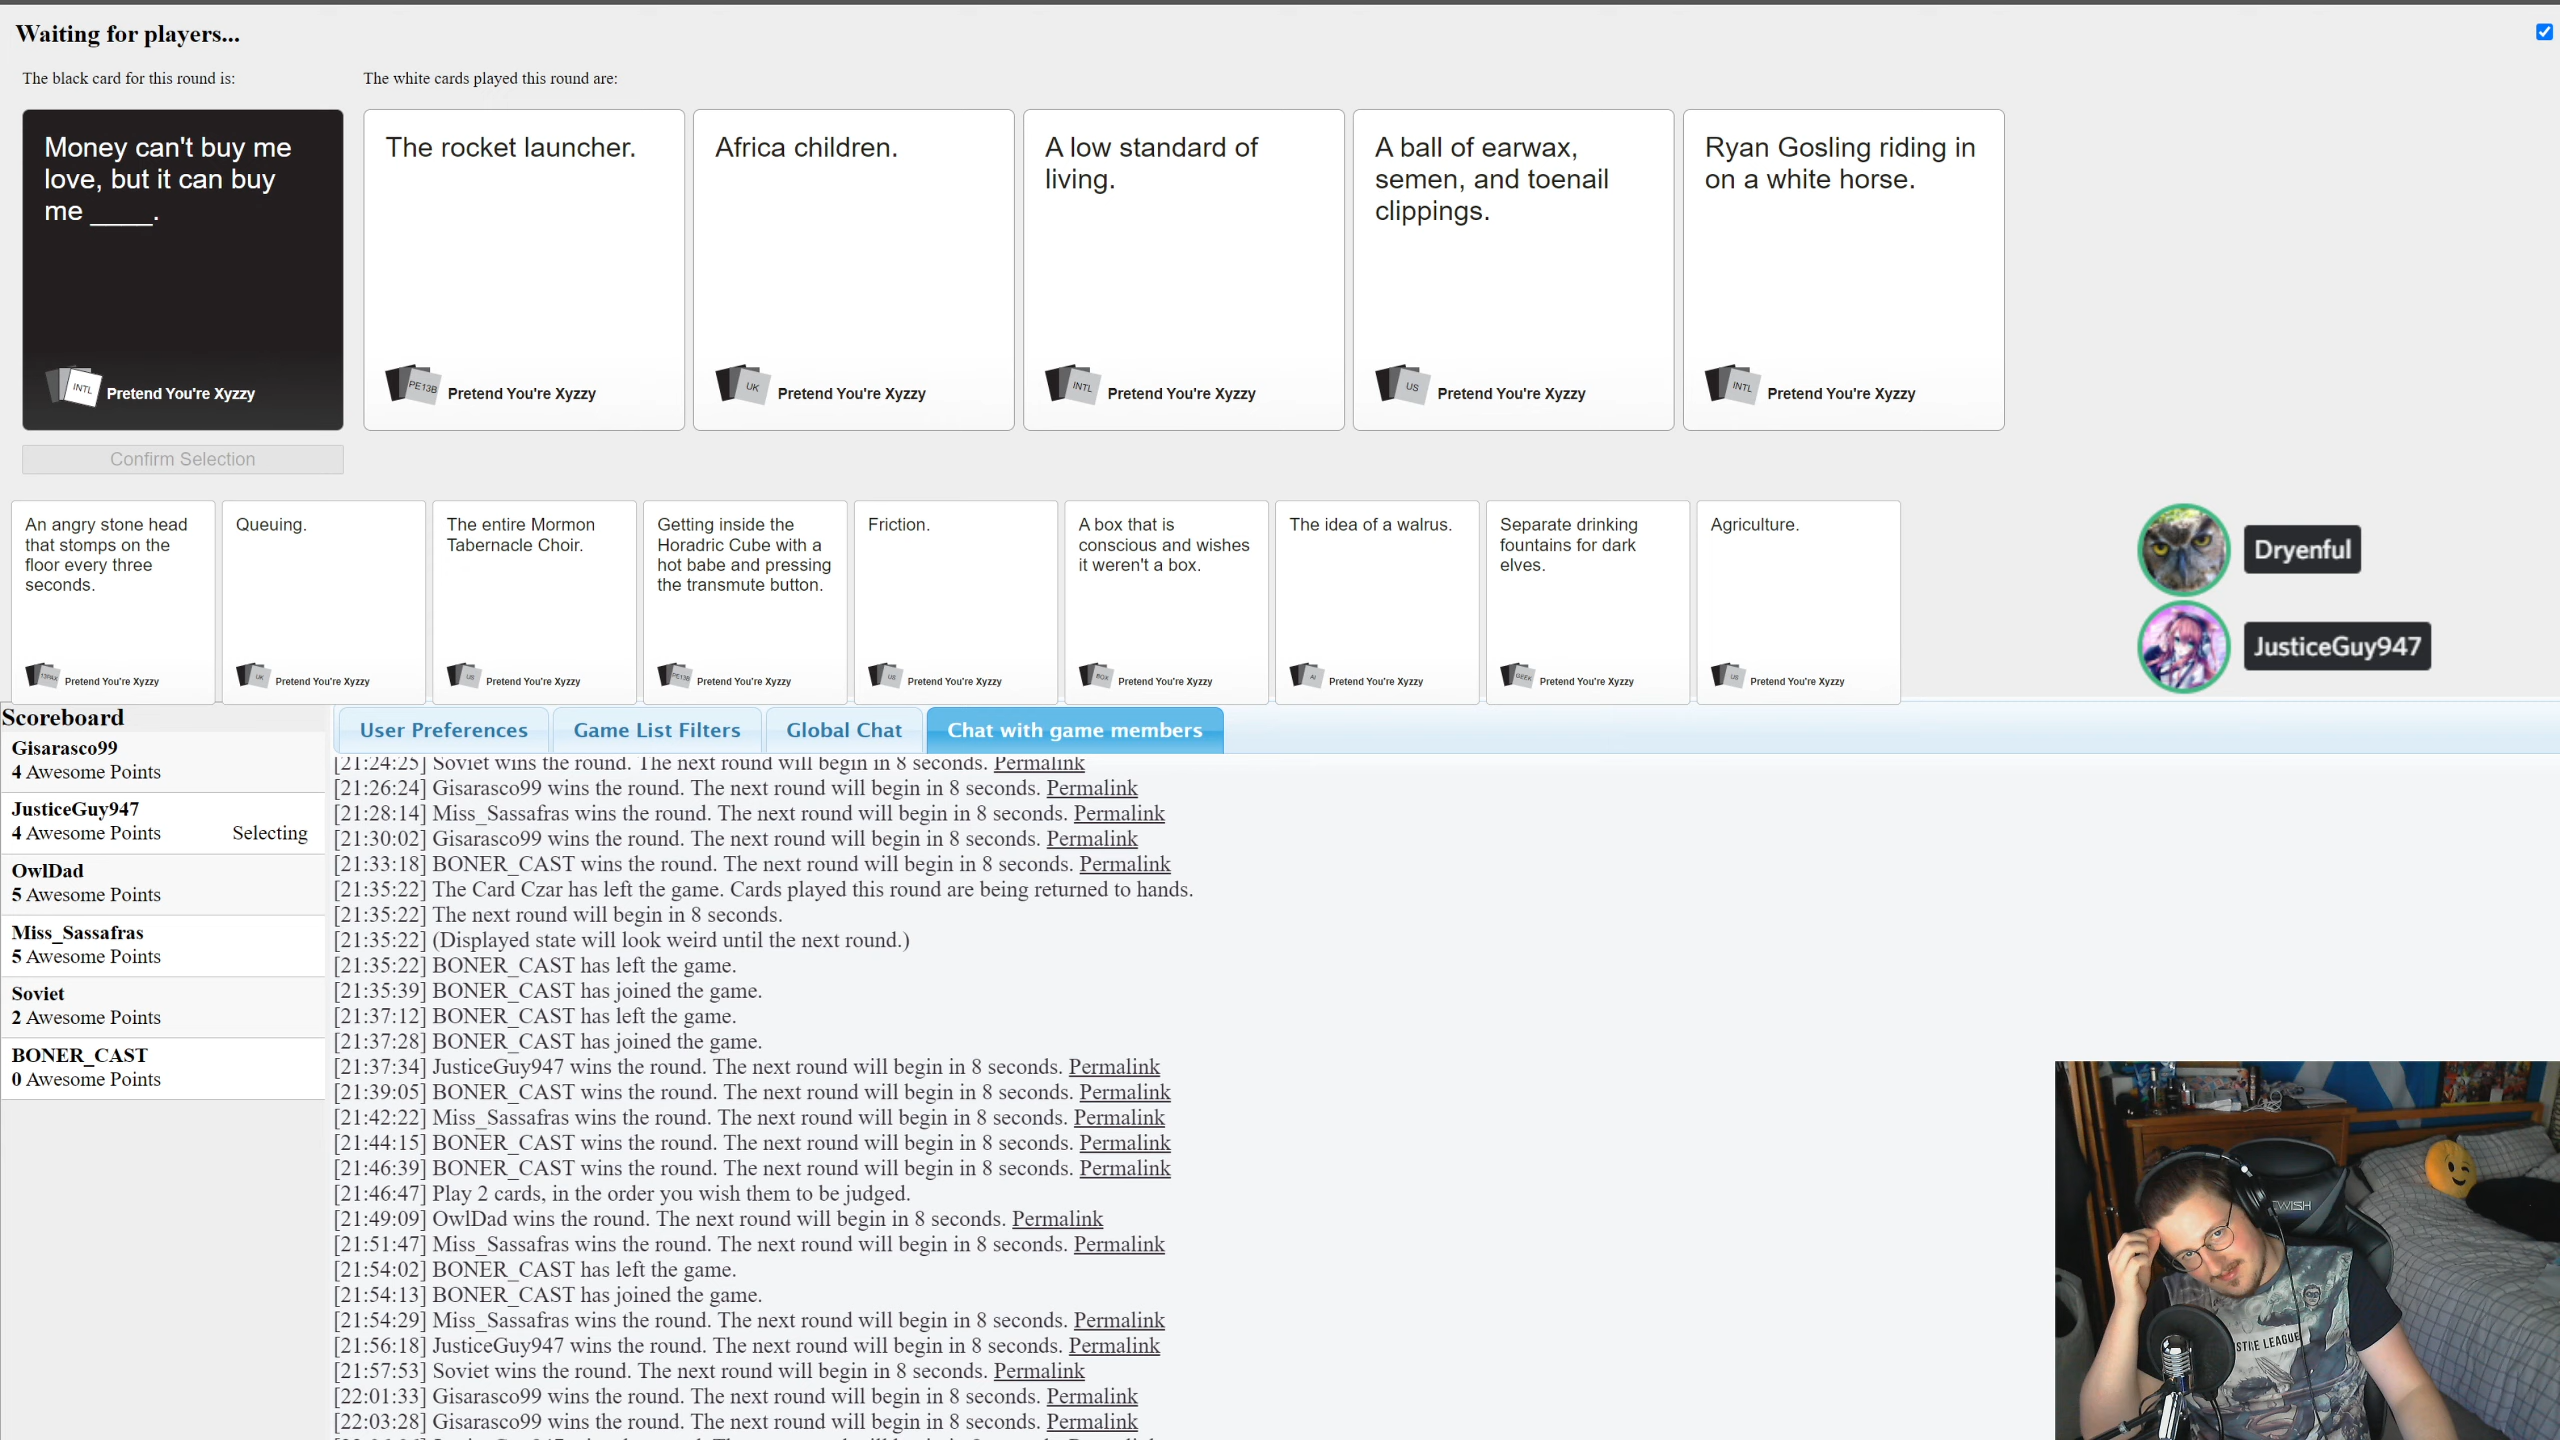 Waiting for players...
The black card for this round is:
The white cards played this round are:
Money can't buy me
love, but it can buy
me ____.
INTL Pretend You're Xyzzy
The rocket launcher.
PE13B Pretend You're Xyzzy
Africa children.
UK Pretend You're Xyzzy
A low standard of
living.
INTL Pretend You're Xyzzy
A ball of earwax,
semen, and toenail
clippings.
US Pretend You're Xyzzy
Ryan Gosling riding in
on a white horse.
INTL Pretend You're Xyzzy
Confirm Selection
An angry stone head
that stomps on the
floor every three
seconds.
13PAX Pretend You're Xyzzy
Queuing.
UK Pretend You're Xyzzy
The entire Mormon
Tabernacle Choir.
US Pretend You're Xyzzy
Getting inside the
Horadric Cube with a
hot babe and pressing
the transmute button.
PE13B Pretend You're Xyzzy
Friction.
US Pretend You're Xyzzy
A box that is
conscious and wishes
it weren't a box.
BOX Pretend You're Xyzzy
The idea of a walrus.
AI Pretend You're Xyzzy
Separate drinking
fountains for dark
elves.
GEEK Pretend You're Xyzzy
Agriculture.
US Pretend You're Xyzzy
Dryenful
JusticeGuy947
Scoreboard
Gisarasco99
4 Awesome Points
JusticeGuy947
4 Awesome Points Selecting
OwlDad
5 Awesome Points
Miss_Sassafras
5 Awesome Points
Soviet
2 Awesome Points
BONER_CAST
0 Awesome Points
User Preferences
Game List Filters
Global Chat
Chat with game members
[21:24:25] Soviet wins the round. The next round will begin in 8 seconds. Permalink
[21:26:24] Gisarasco99 wins the round. The next round will begin in 8 seconds. Permalink
[21:28:14] Miss_Sassafras wins the round. The next round will begin in 8 seconds. Permalink
[21:30:02] Gisarasco99 wins the round. The next round will begin in 8 seconds. Permalink
[21:33:18] BONER_CAST wins the round. The next round will begin in 8 seconds. Permalink
[21:35:22] The Card Czar has left the game. Cards played this round are being returned to hands.
[21:35:22] The next round will begin in 8 seconds.
[21:35:22] (Displayed state will look weird until the next round.)
[21:35:22] BONER_CAST has left the game.
[21:35:39] BONER_CAST has joined the game.
[21:37:12] BONER_CAST has left the game.
[21:37:28] BONER_CAST has joined the game.
[21:37:34] JusticeGuy947 wins the round. The next round will begin in 8 seconds. Permalink
[21:39:05] BONER_CAST wins the round. The next round will begin in 8 seconds. Permalink
[21:42:22] Miss_Sassafras wins the round. The next round will begin in 8 seconds. Permalink
[21:44:15] BONER_CAST wins the round. The next round will begin in 8 seconds. Permalink
[21:46:39] BONER_CAST wins the round. The next round will begin in 8 seconds. Permalink
[21:46:47] Play 2 cards, in the order you wish them to be judged.
[21:49:09] OwlDad wins the round. The next round will begin in 8 seconds. Permalink
[21:51:47] Miss_Sassafras wins the round. The next round will begin in 8 seconds. Permalink
[21:54:02] BONER_CAST has left the game.
[21:54:13] BONER_CAST has joined the game.
[21:54:29] Miss_Sassafras wins the round. The next round will begin in 8 seconds. Permalink
[21:56:18] JusticeGuy947 wins the round. The next round will begin in 8 seconds. Permalink
[21:57:53] Soviet wins the round. The next round will begin in 8 seconds. Permalink
[22:01:33] Gisarasco99 wins the round. The next round will begin in 8 seconds. Permalink
[22:03:28] Gisarasco99 wins the round. The next round will begin in 8 seconds. Permalink
LEAGUE